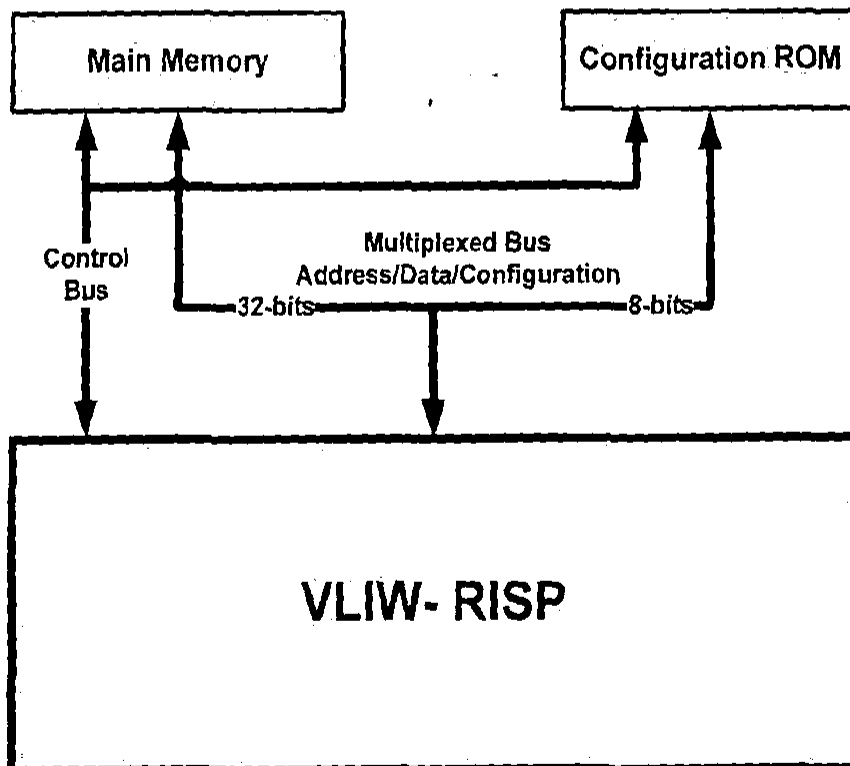 Main Memory
Configuration ROM
Control
Bus
Multiplexed Bus
Address/Data/Configuration
32-bits
8-bits
VLIW- RISP